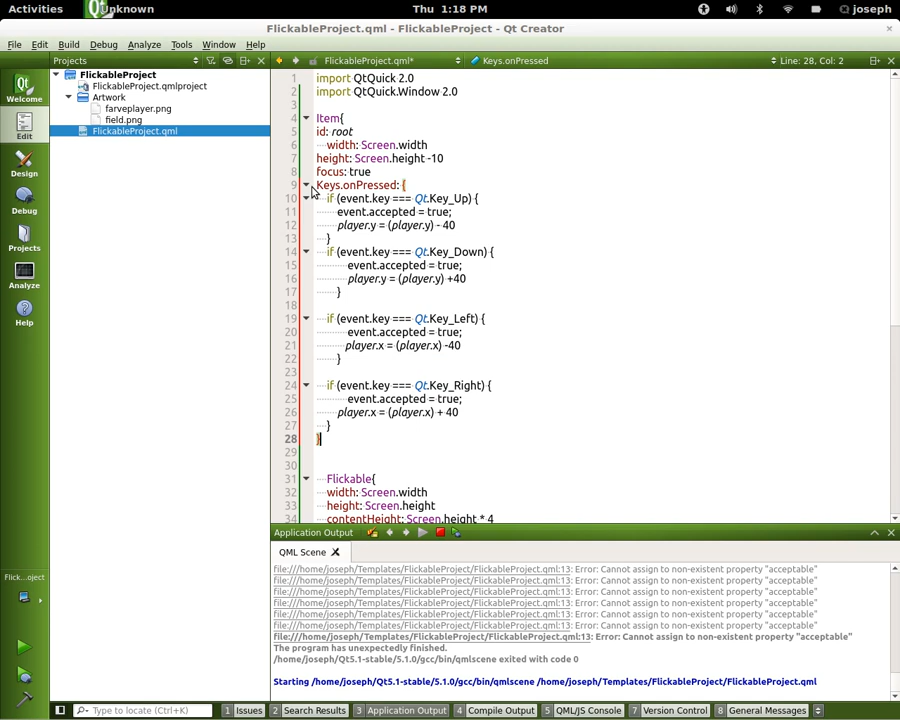 Activities Unknown Thu 1:18 PM joseph
FlickableProject.qml - FlickableProject - Qt Creator
File Edit Build Debug Analyze Tools Window Help
Projects FlickableProject.qml* Keys.onPressed Line: 28, Col: 2
FlickableProject
FlickableProject.qmlproject
Artwork
farveplayer.png
field.png
FlickableProject.qml
Welcome
Edit
Design
Debug
Projects
Analyze
Help
1 import QtQuick 2.0
2 import QtQuick.Window 2.0
3
4 Item{
5 id: root
6 width: Screen.width
7 height: Screen.height -10
8 focus: true
9 Keys.onPressed: {
10 if (event.key === Qt.Key_Up) {
11 event.accepted = true;
12 player.y = (player.y) - 40
13 }
14 if (event.key === Qt.Key_Down) {
15 event.accepted = true;
16 player.y = (player.y) +40
17 }
18
19 if (event.key === Qt.Key_Left) {
20 event.accepted = true;
21 player.x = (player.x) -40
22 }
23
24 if (event.key === Qt.Key_Right) {
25 event.accepted = true;
26 player.x = (player.x) + 40
27 }
28 }
29
30
31 Flickable{
32 width: Screen.width
33 height: Screen.height
34 contentHeight: Screen.height * 4
Application Output
QML Scene
file:///home/joseph/Templates/FlickableProject/FlickableProject.qml:13: Error: Cannot assign to non-existent property "acceptable"
file:///home/joseph/Templates/FlickableProject/FlickableProject.qml:13: Error: Cannot assign to non-existent property "acceptable"
file:///home/joseph/Templates/FlickableProject/FlickableProject.qml:13: Error: Cannot assign to non-existent property "acceptable"
file:///home/joseph/Templates/FlickableProject/FlickableProject.qml:13: Error: Cannot assign to non-existent property "acceptable"
file:///home/joseph/Templates/FlickableProject/FlickableProject.qml:13: Error: Cannot assign to non-existent property "acceptable"
file:///home/joseph/Templates/FlickableProject/FlickableProject.qml:13: Error: Cannot assign to non-existent property "acceptable"
file:///home/joseph/Templates/FlickableProject/FlickableProject.qml:13: Error: Cannot assign to non-existent property "acceptable"
The program has unexpectedly finished.
/home/joseph/Qt5.1-stable/5.1.0/gcc/bin/qmlscene exited with code 0
Starting /home/joseph/Qt5.1-stable/5.1.0/gcc/bin/qmlscene /home/joseph/Templates/FlickableProject/FlickableProject.qml
Flick...oject
Type to locate (Ctrl+K) 1 Issues 2 Search Results 3 Application Output 4 Compile Output 5 QML/JS Console 7 Version Control 8 General Messages